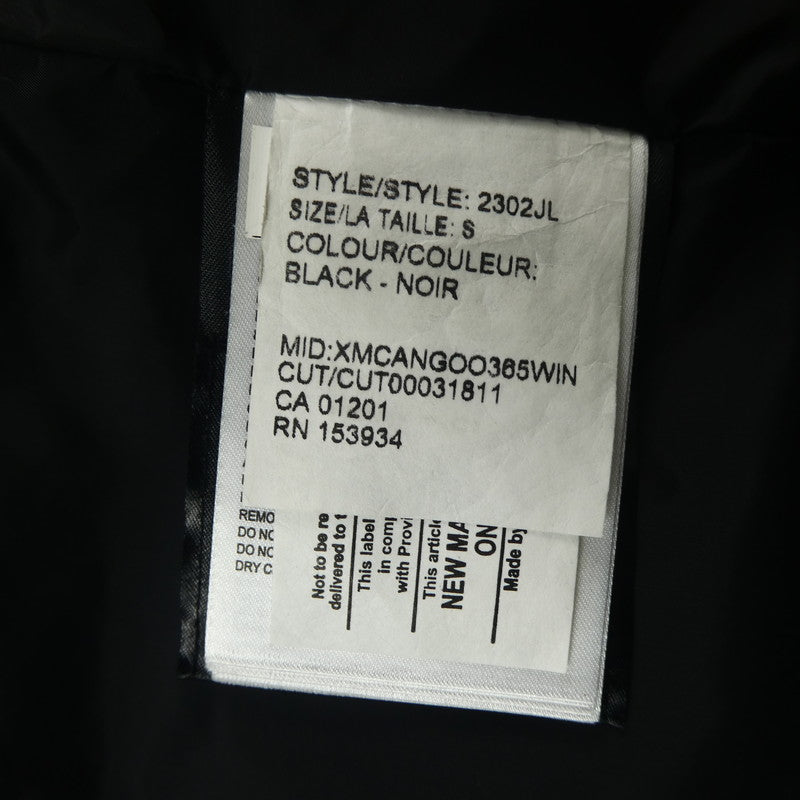 STYLE/STYLE: 2302JL
SIZE/LA TAILLE: S
COLOUR/COULEUR:
BLACK - NOIR
MID:XMCANGOO365WIN
CUT/CUT00031811
CA 01201
RN 153934
REMO
DO NO
DO NO
DRY C
Not to be re
delivered to t
This label
in comp
with Provi
This article
NEW MA
ON
Made by